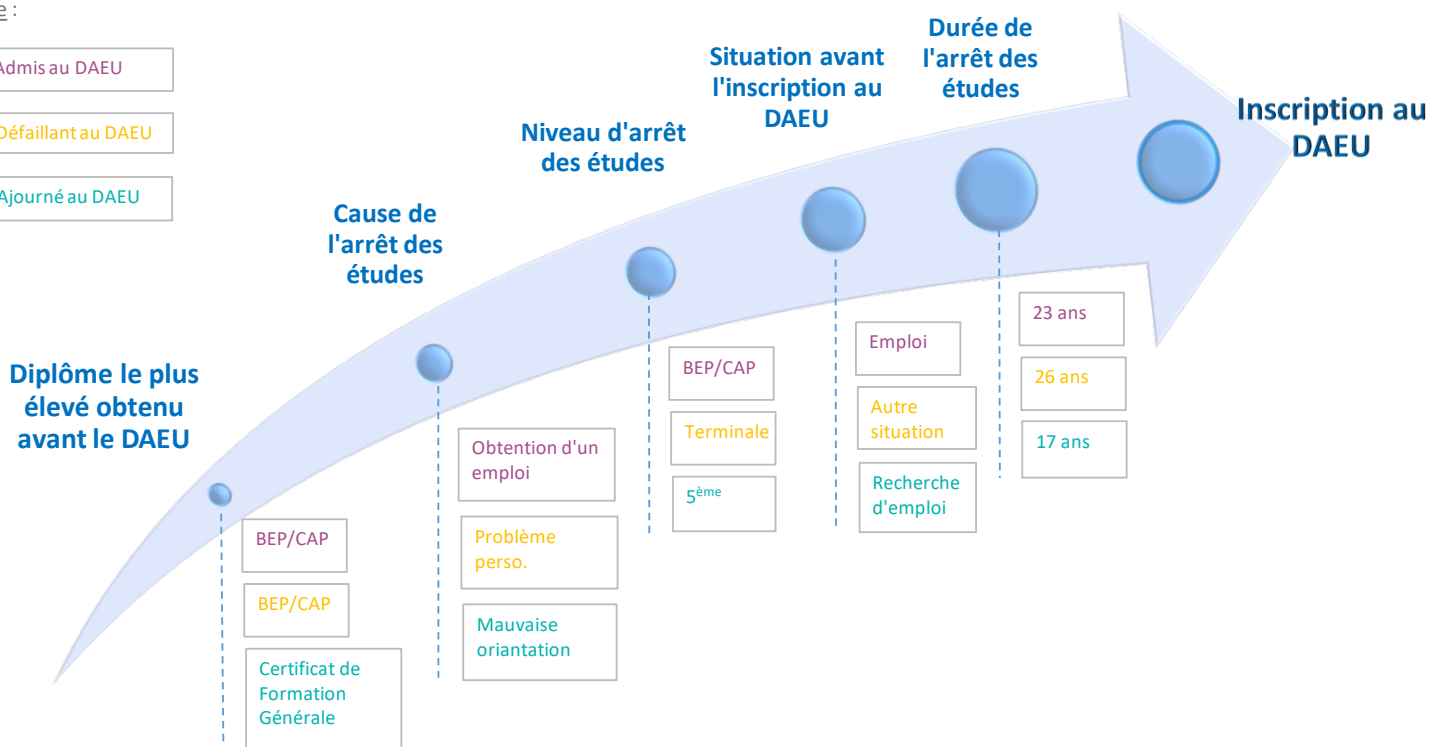 Admis au DAEU
Défaillant au DAEU
Ajourné au DAEU
Diplôme le plus
élevé obtenu
avant le DAEU
BEP/CAP
BEP/CAP
Certificat de
Formation
Générale
Cause de
l'arrêt des
études
Obtention d'un
emploi
Problème
perso.
Mauvaise
oriantation
Niveau d'arrêt
des études
BEP/CAP
Terminale
5ème
Situation avant
l'inscription au
DAEU
Emploi
Autre
situation
Recherche
d'emploi
Durée de
l'arrêt des
études
23 ans
26 ans
17 ans
Inscription au
DAEU